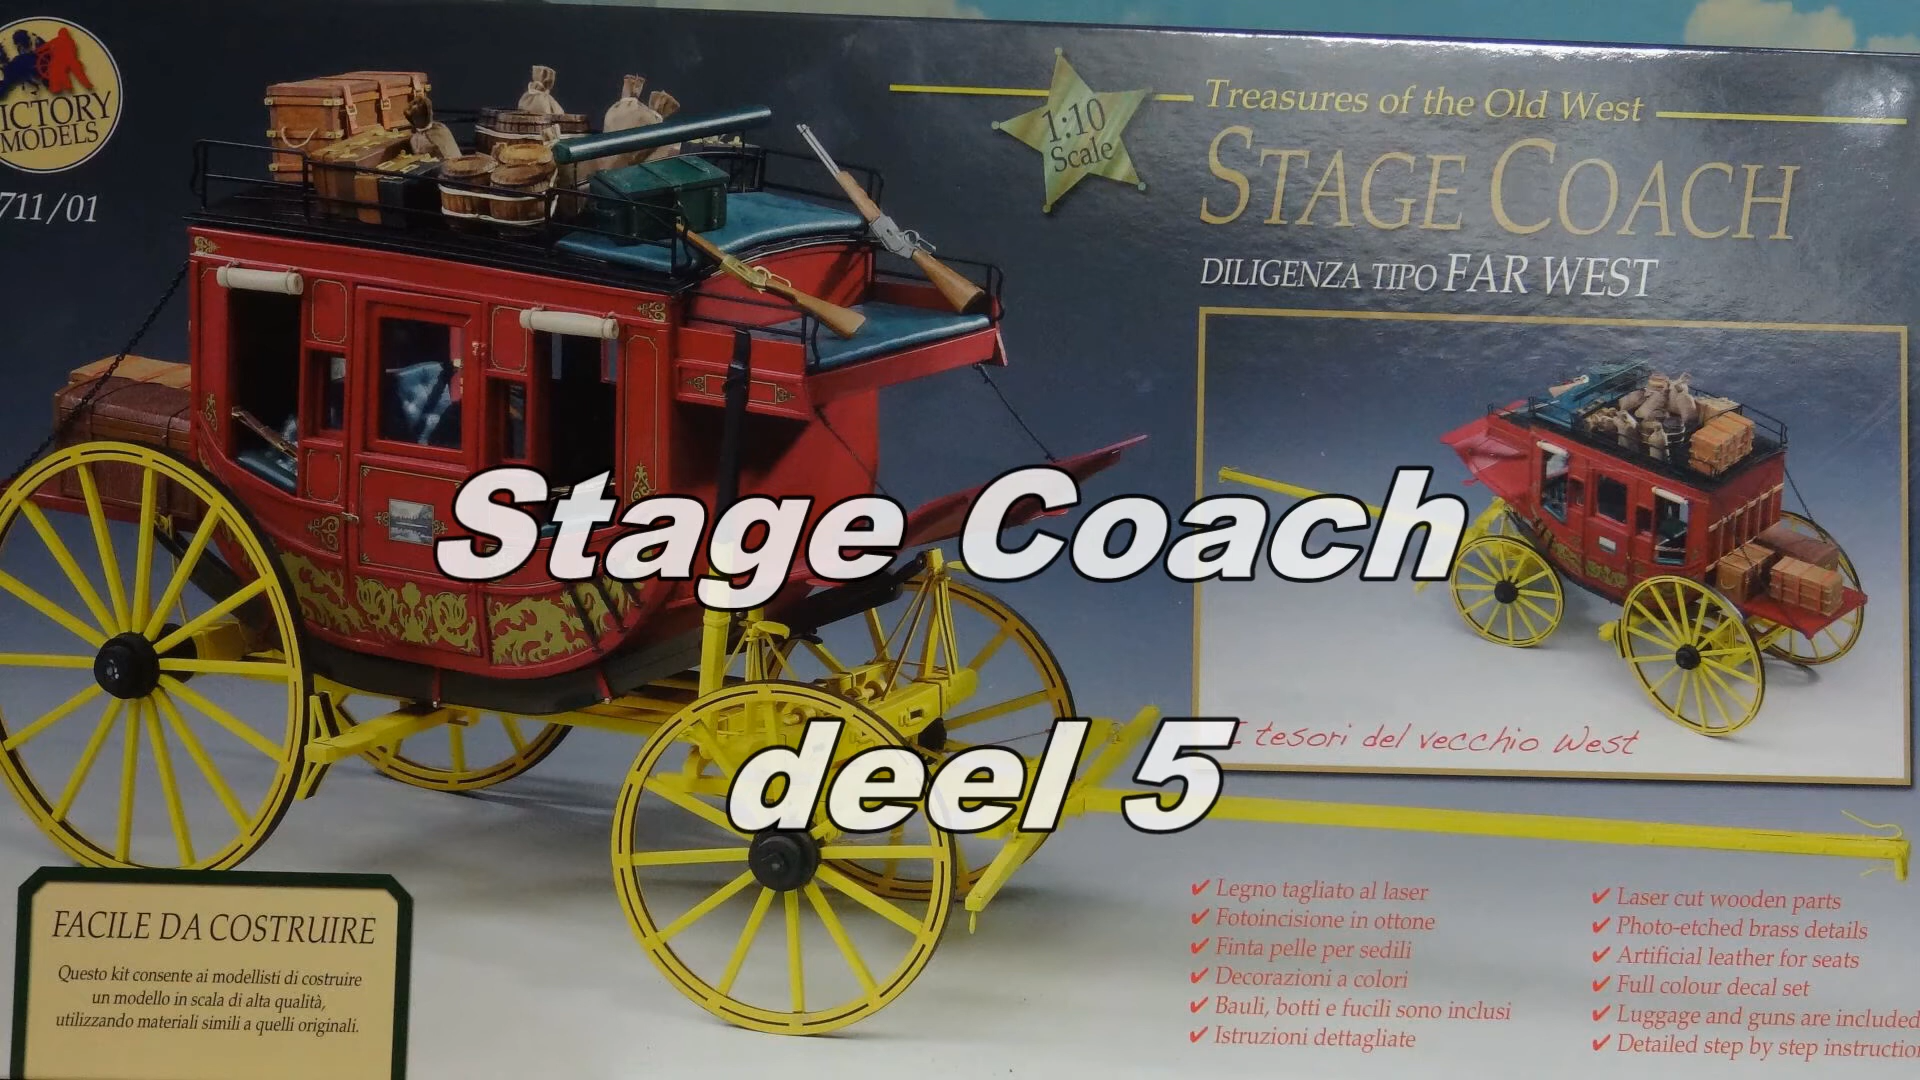 ICTORY
MODELS
711/01
1:10
Scale
Treasures of the Old West
STAGE COACH
DILIGENZA TIPO FAR WEST
Stage Coach
deel 5
I tesori del vecchio West
FACILE DA COSTRUIRE
Questo kit consente ai modellisti di costruire
un modello in scala di alta qualità,
utilizzando materiali simili a quelli originali.
✔ Legno tagliato al laser
✔ Fotoincisione in ottone
✔ Finta pelle per sedili
✔ Decorazioni a colori
✔ Bauli, botti e fucili sono inclusi
✔ Istruzioni dettagliate
✔ Laser cut wooden parts
✔ Photo-etched brass details
✔ Artificial leather for seats
✔ Full colour decal set
✔ Luggage and guns are included
✔ Detailed step by step instruction